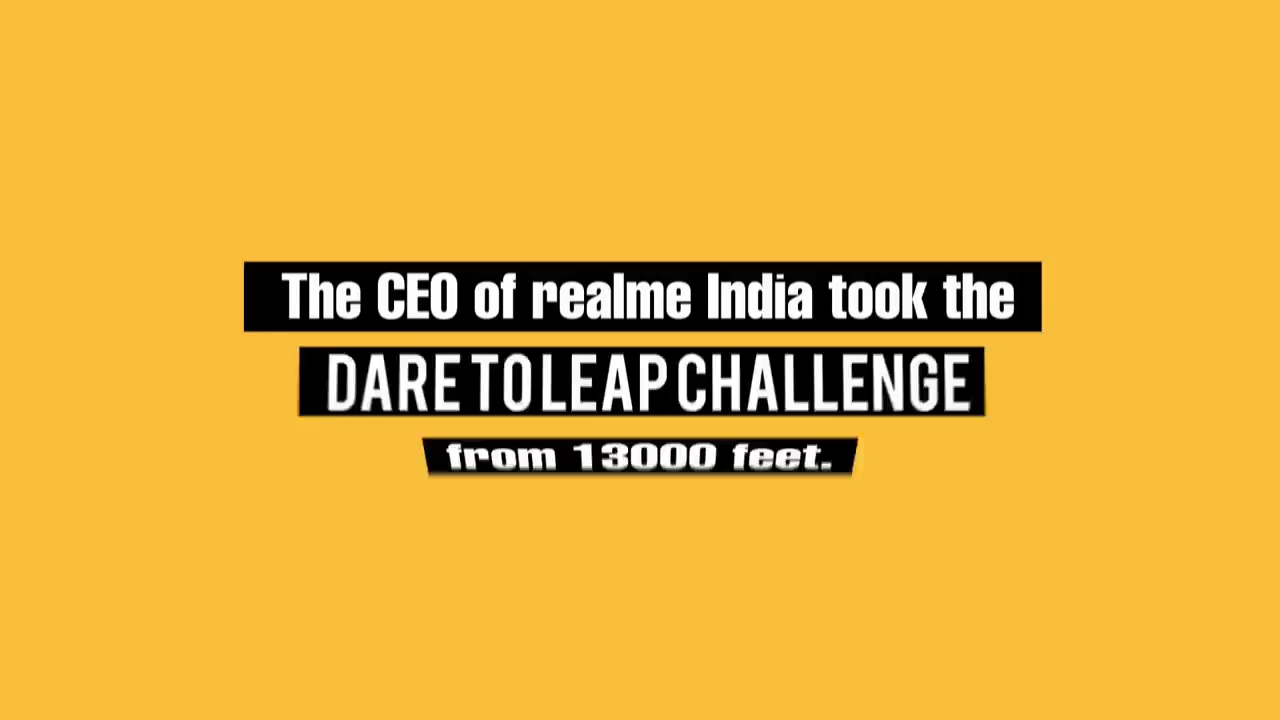 The CEO of realme India took the
DARE TO LEAP CHALLENGE
from 13000 feet.